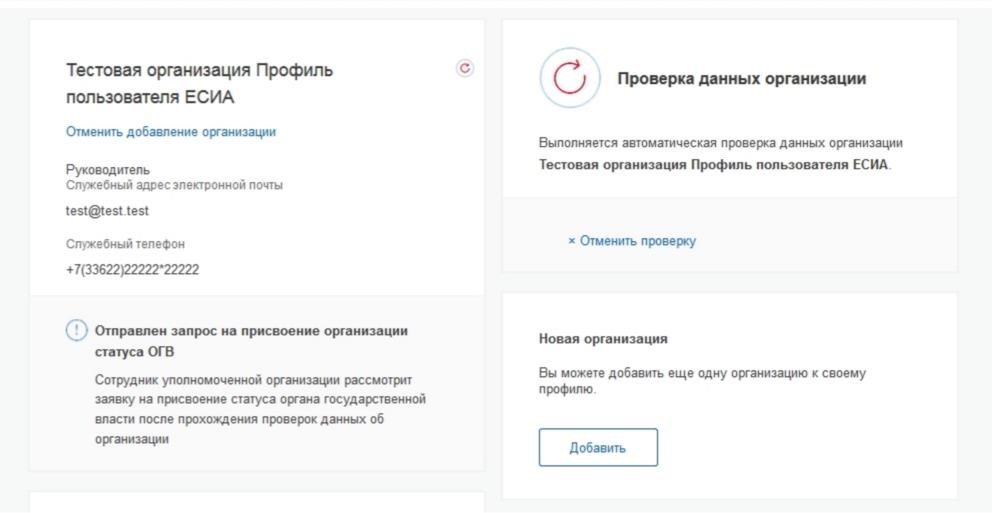 Тестовая организация Профиль
пользователя ЕСИА
Отменить добавление организации
Руководитель
Служебный адрес электронной почты
test@test.test
Служебный телефон
+7(33622)22222*22222
Отправлен запрос на присвоение организации
статуса ОГВ
Сотрудник уполномоченной организации рассмотрит
заявку на присвоение статуса органа государственной
власти после прохождения проверок данных об
организации
Проверка данных организации
Выполняется автоматическая проверка данных организации
Тестовая организация Профиль пользователя ЕСИА.
× Отменить проверку
Новая организация
Вы можете добавить еще одну организацию к своему
профилю.
Добавить